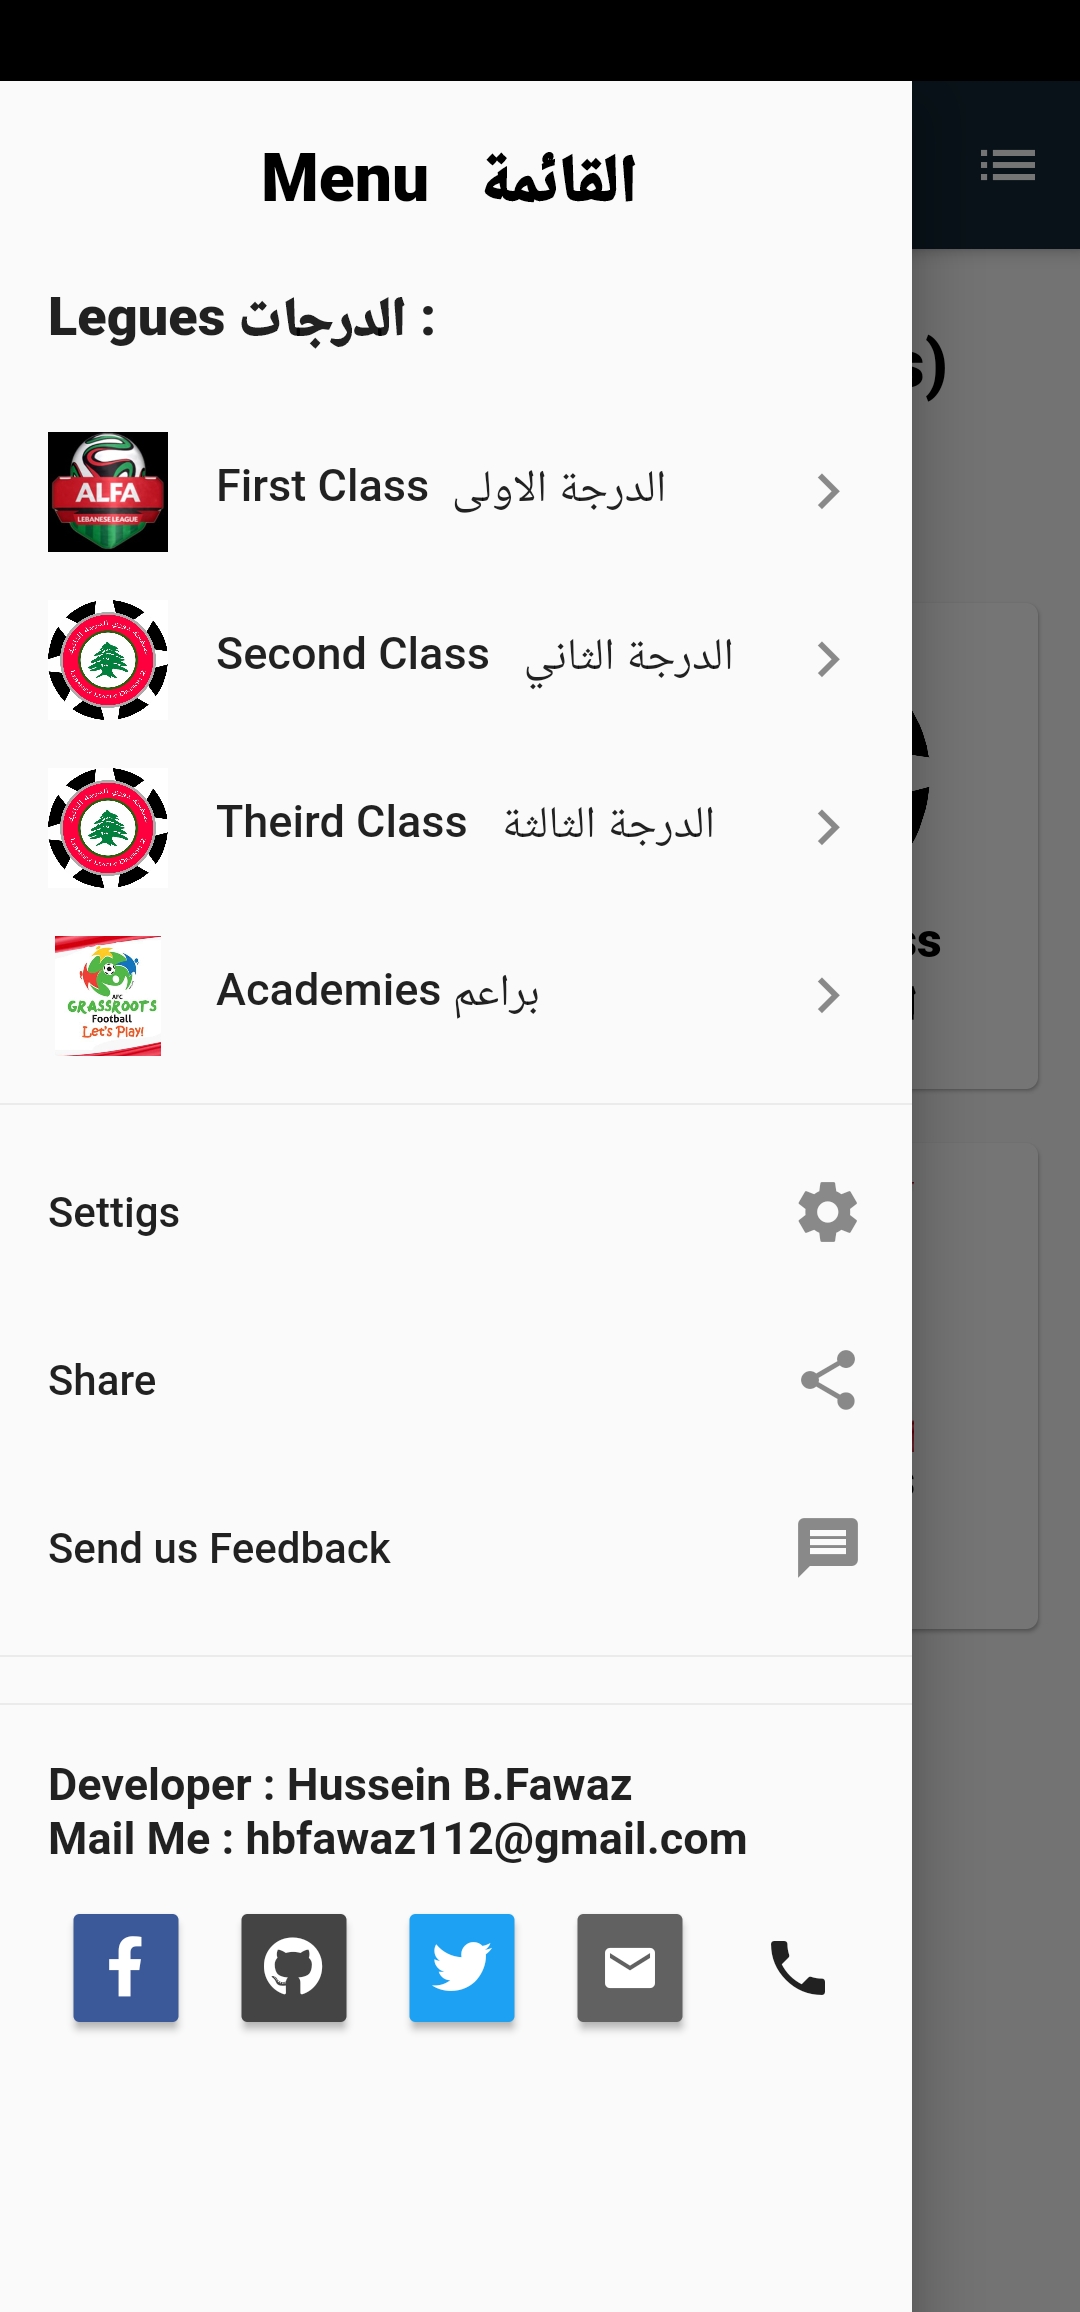 Menu القائمة
Legues الدرجات :
ALFA
LEBANESE LEAGUE
First Class الدرجة الاولى
Second Class الدرجة الثاني
Theird Class الدرجة الثالثة
AFC
GRASSROOTS
Football
Let's Play!
Academies براعم
Settigs
Share
Send us Feedback
Developer : Hussein B.Fawaz
Mail Me : hbfawaz112@gmail.com
s)
ss